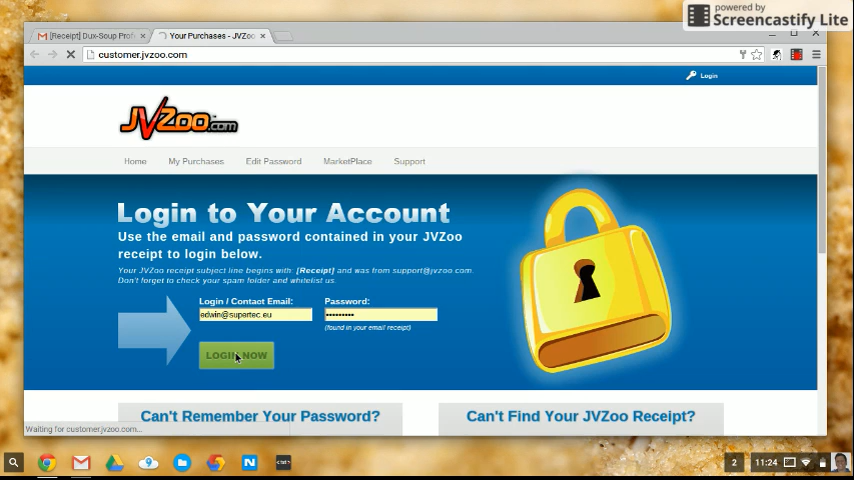 powered by
Screencastify Lite
[Receipt] Dux-Soup Prof
Your Purchases - JVZoo
customer.jvzoo.com
Login
JVZoo.com
Home My Purchases Edit Password MarketPlace Support
Login to Your Account
Use the email and password contained in your JVZoo
receipt to login below.
Your JVZoo receipt subject line begins with: [Receipt] and was from support@jvzoo.com.
Don't forget to check your spam folder and whitelist us.
Login / Contact Email: Password:
edwin@supertec.eu •••••••••
(found in your email receipt)
LOGIN NOW
Can't Remember Your Password? Can't Find Your JVZoo Receipt?
Waiting for customer.jvzoo.com...
2 11:24